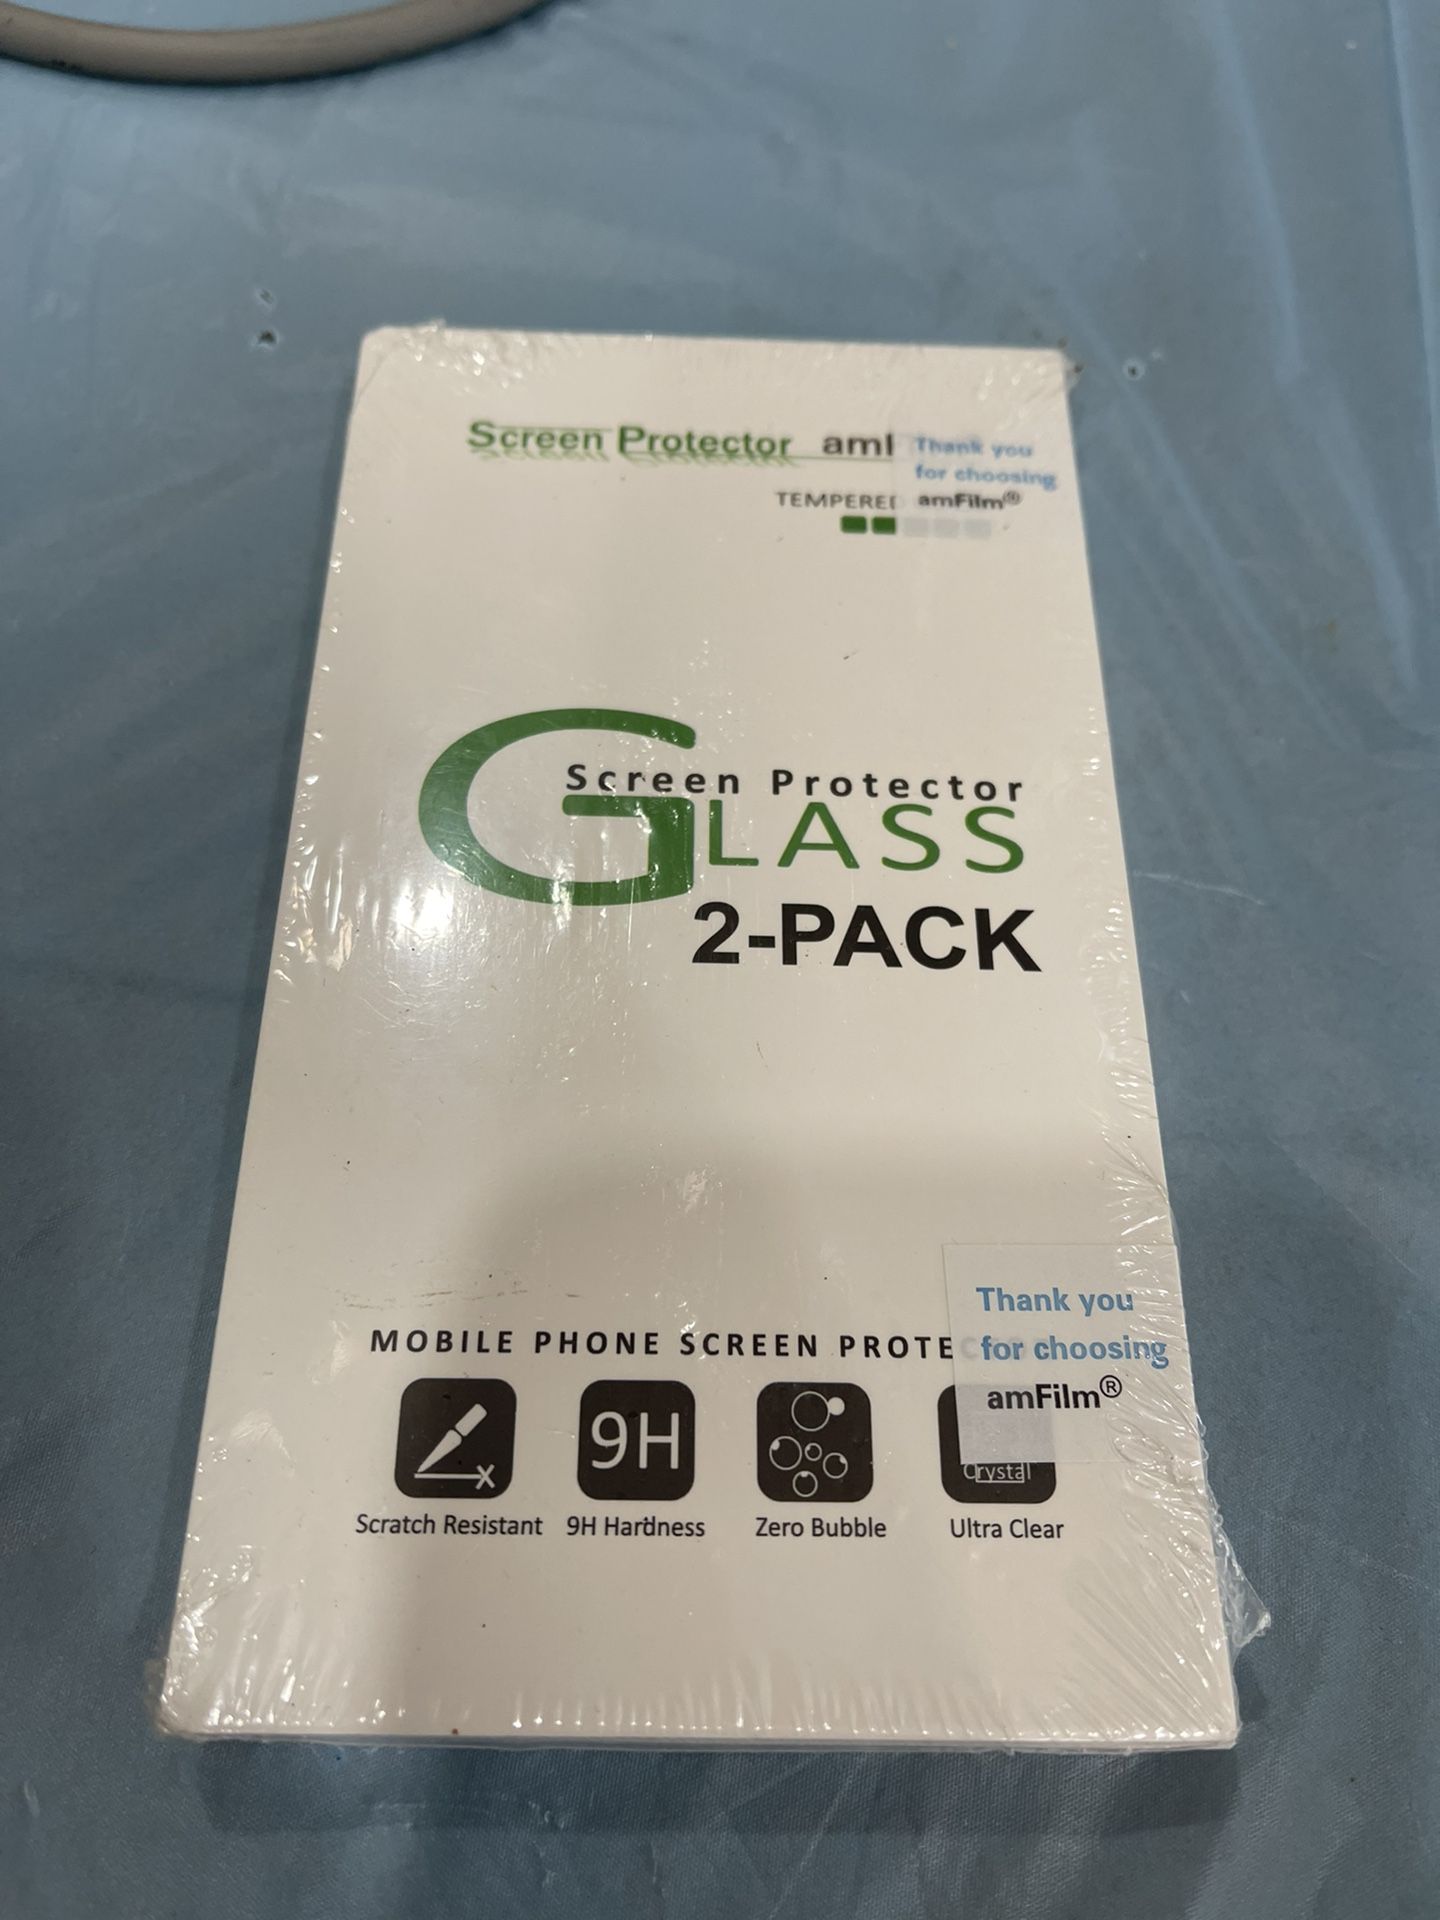 Screen Protector aml
Thank you
for choosing
amFilm®
TEMPERED
Screen Protector
GLASS
2-PACK
Thank you
for choosing
amFilm®
MOBILE PHONE SCREEN PROTE
9H
Crystal
Scratch Resistant 9H Hardness Zero Bubble Ultra Clear